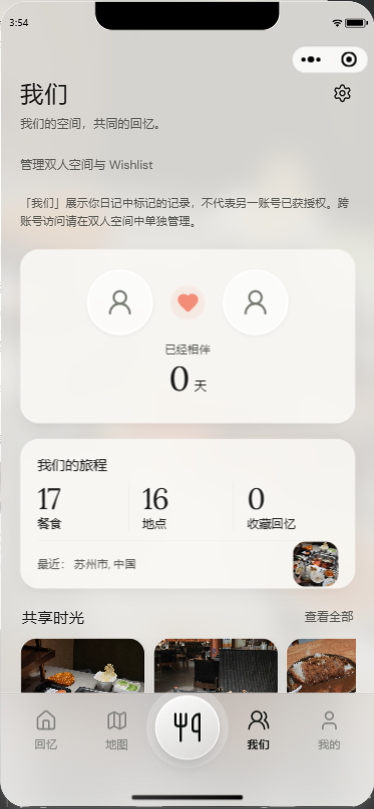 3:54
我们
我们的空间，共同的回忆。
管理双人空间与 Wishlist
「我们」展示你日记中标记的记录，不代表另一账号已获授权。跨
账号访问请在双人空间中单独管理。
已经相伴
0 天
我们的旅程
17 16 0
餐食 地点 收藏回忆
最近： 苏州市, 中国
共享时光 查看全部
回忆 地图 我们 我的